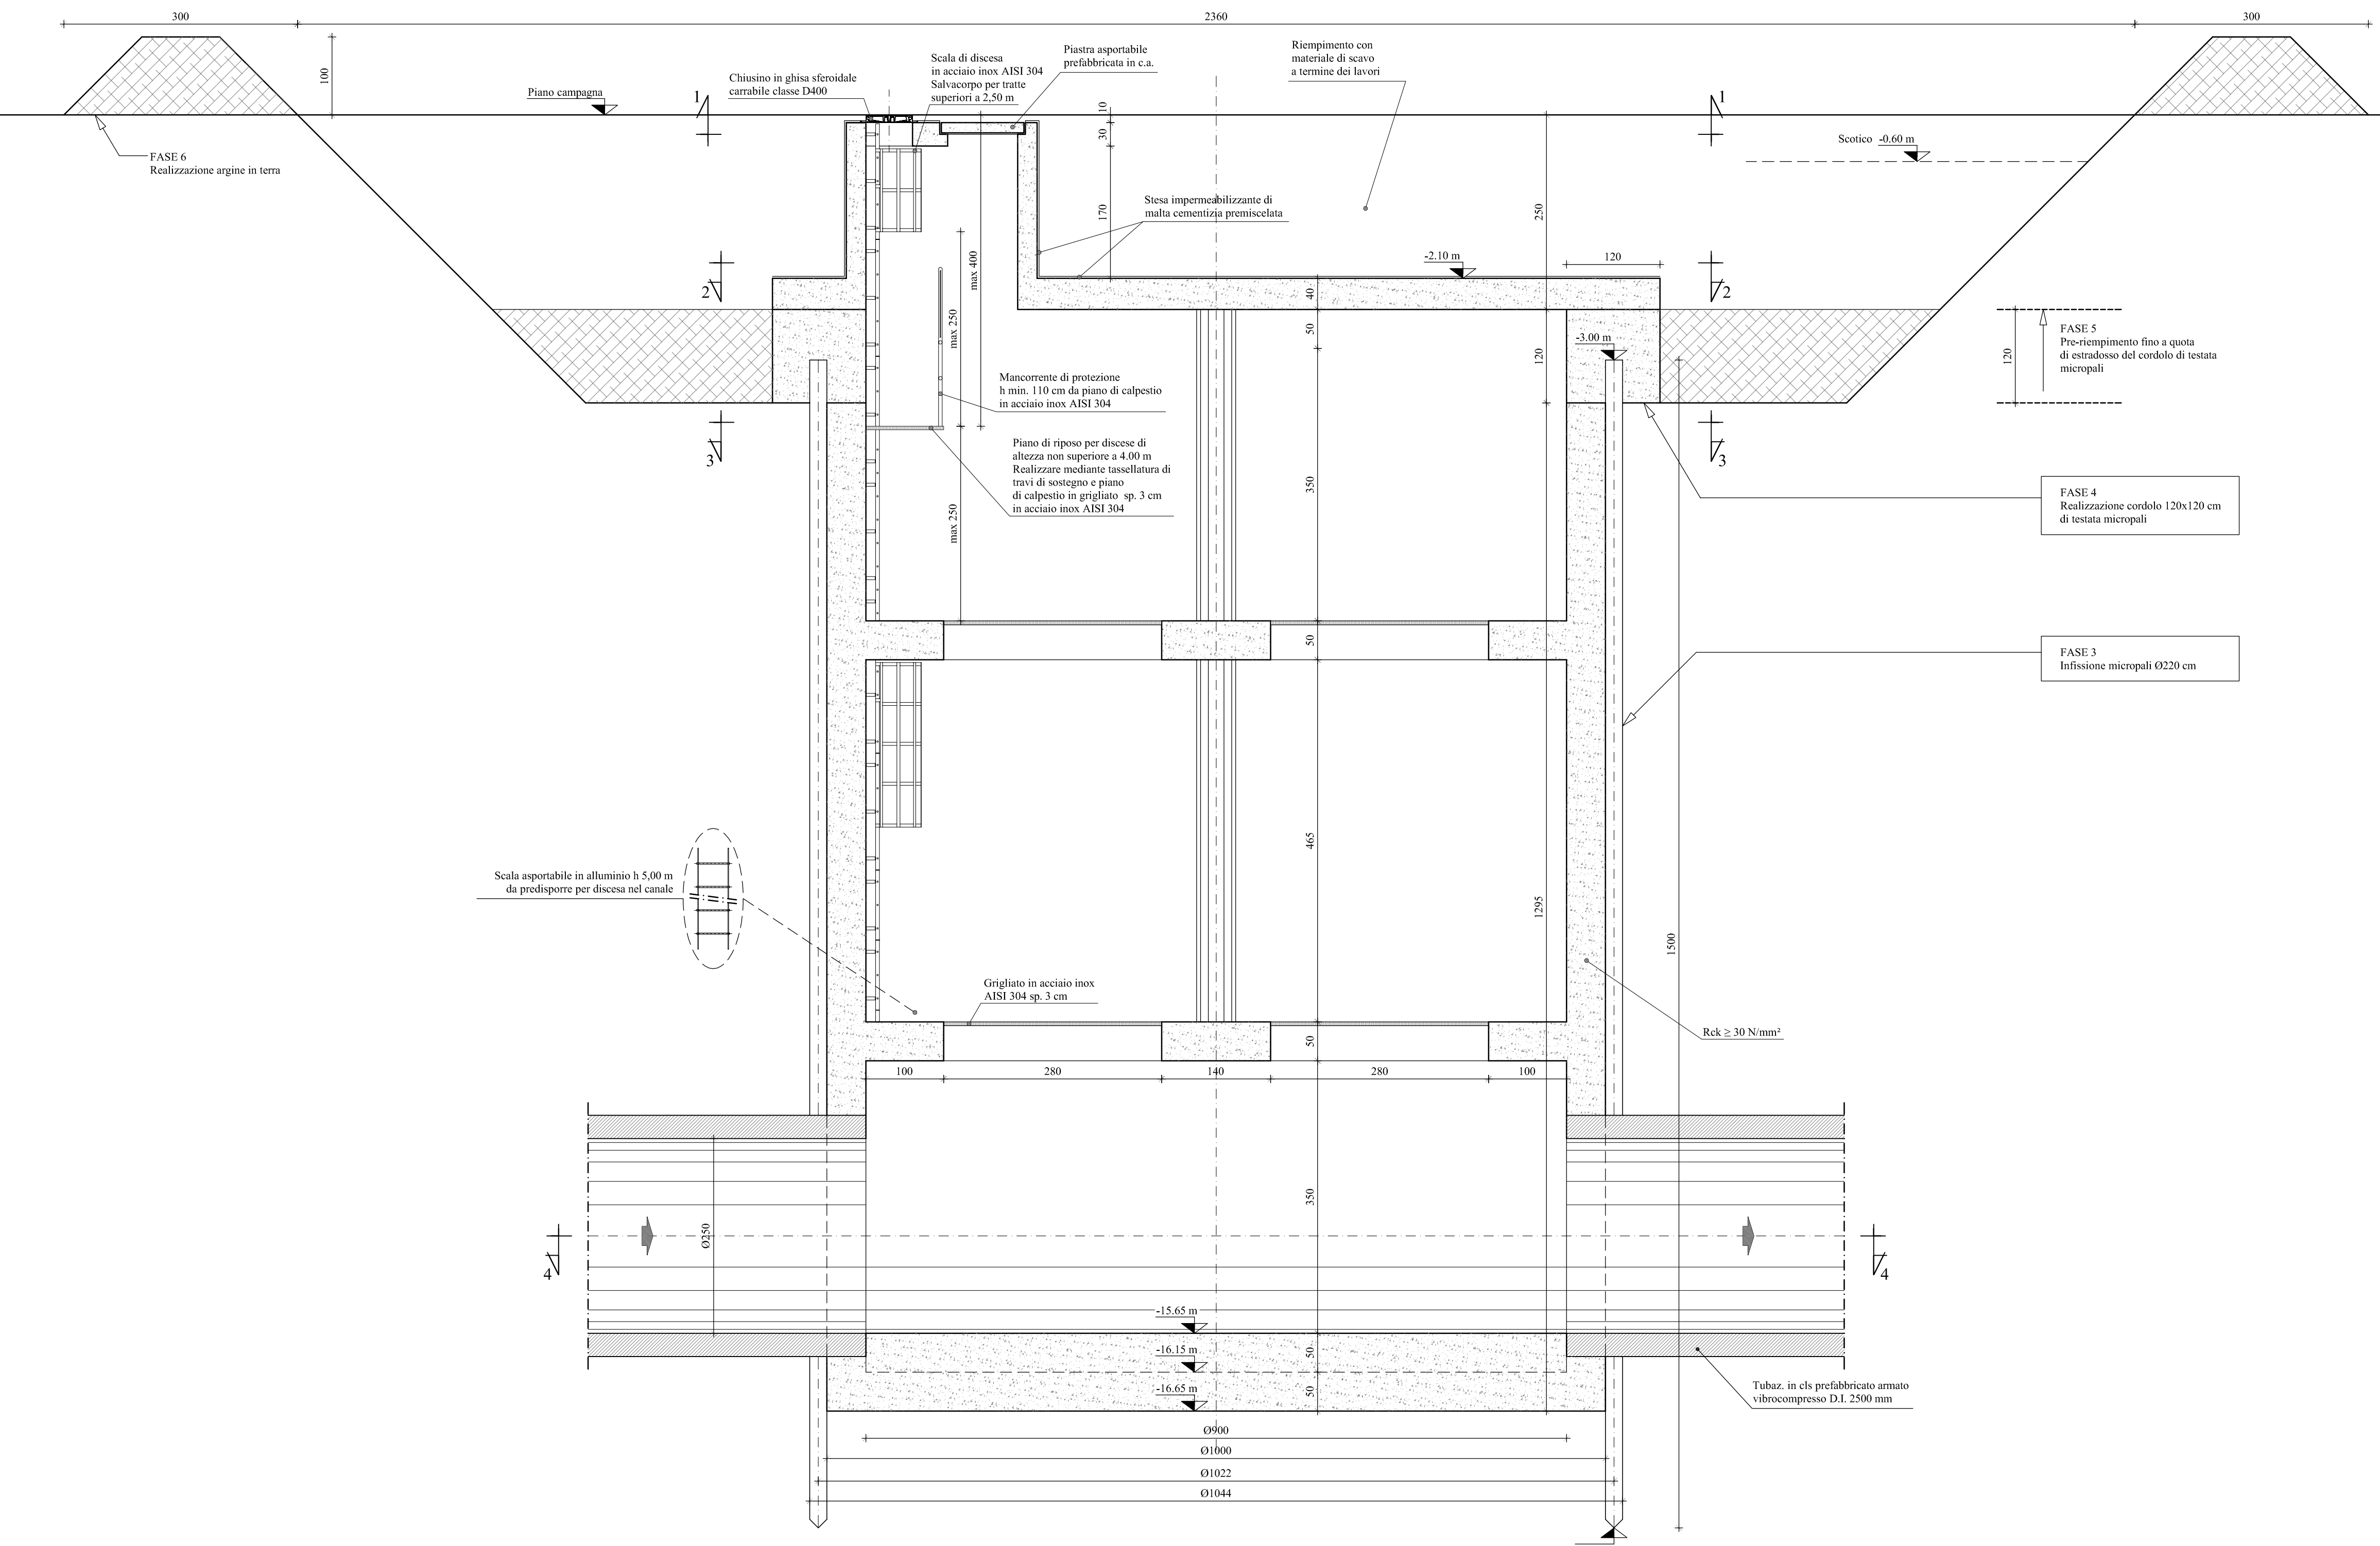 300
2360
300
100
Piano campagna
Chiusino in ghisa sferoidale
carrabile classe D400
Scala di discesa
in acciaio inox AISI 304
Salvacorpo per tratte
superiori a 2,50 m
Piastra asportabile
prefabbricata in c.a.
Riempimento con
materiale di scavo
a termine dei lavori
1
1
10
30
170
Scotico -0.60 m
FASE 6
Realizzazione argine in terra
Stesa impermeabilizzante di
malta cementizia premiscelata
250
max 400
max 250
-2.10 m
120
2
2
40
50
-3.00 m
120
120
FASE 5
Pre-riempimento fino a quota
di estradosso del cordolo di testata
micropali
Mancorrente di protezione
h min. 110 cm da piano di calpestio
in acciaio inox AISI 304
3
3
Piano di riposo per discese di
altezza non superiore a 4.00 m
Realizzare mediante tassellatura di
travi di sostegno e piano
di calpestio in grigliato sp. 3 cm
in acciaio inox AISI 304
max 250
350
FASE 4
Realizzazione cordolo 120x120 cm
di testata micropali
50
FASE 3
Infissione micropali Ø220 cm
465
1295
1500
Scala asportabile in alluminio h 5,00 m
da predisporre per discesa nel canale
Grigliato in acciaio inox
AISI 304 sp. 3 cm
Rck ≥ 30 N/mm²
50
100
280
140
280
100
Ø250
350
4
4
-15.65 m
-16.15 m
50
-16.65 m
50
Tubaz. in cls prefabbricato armato
vibrocompresso D.I. 2500 mm
Ø900
Ø1000
Ø1022
Ø1044